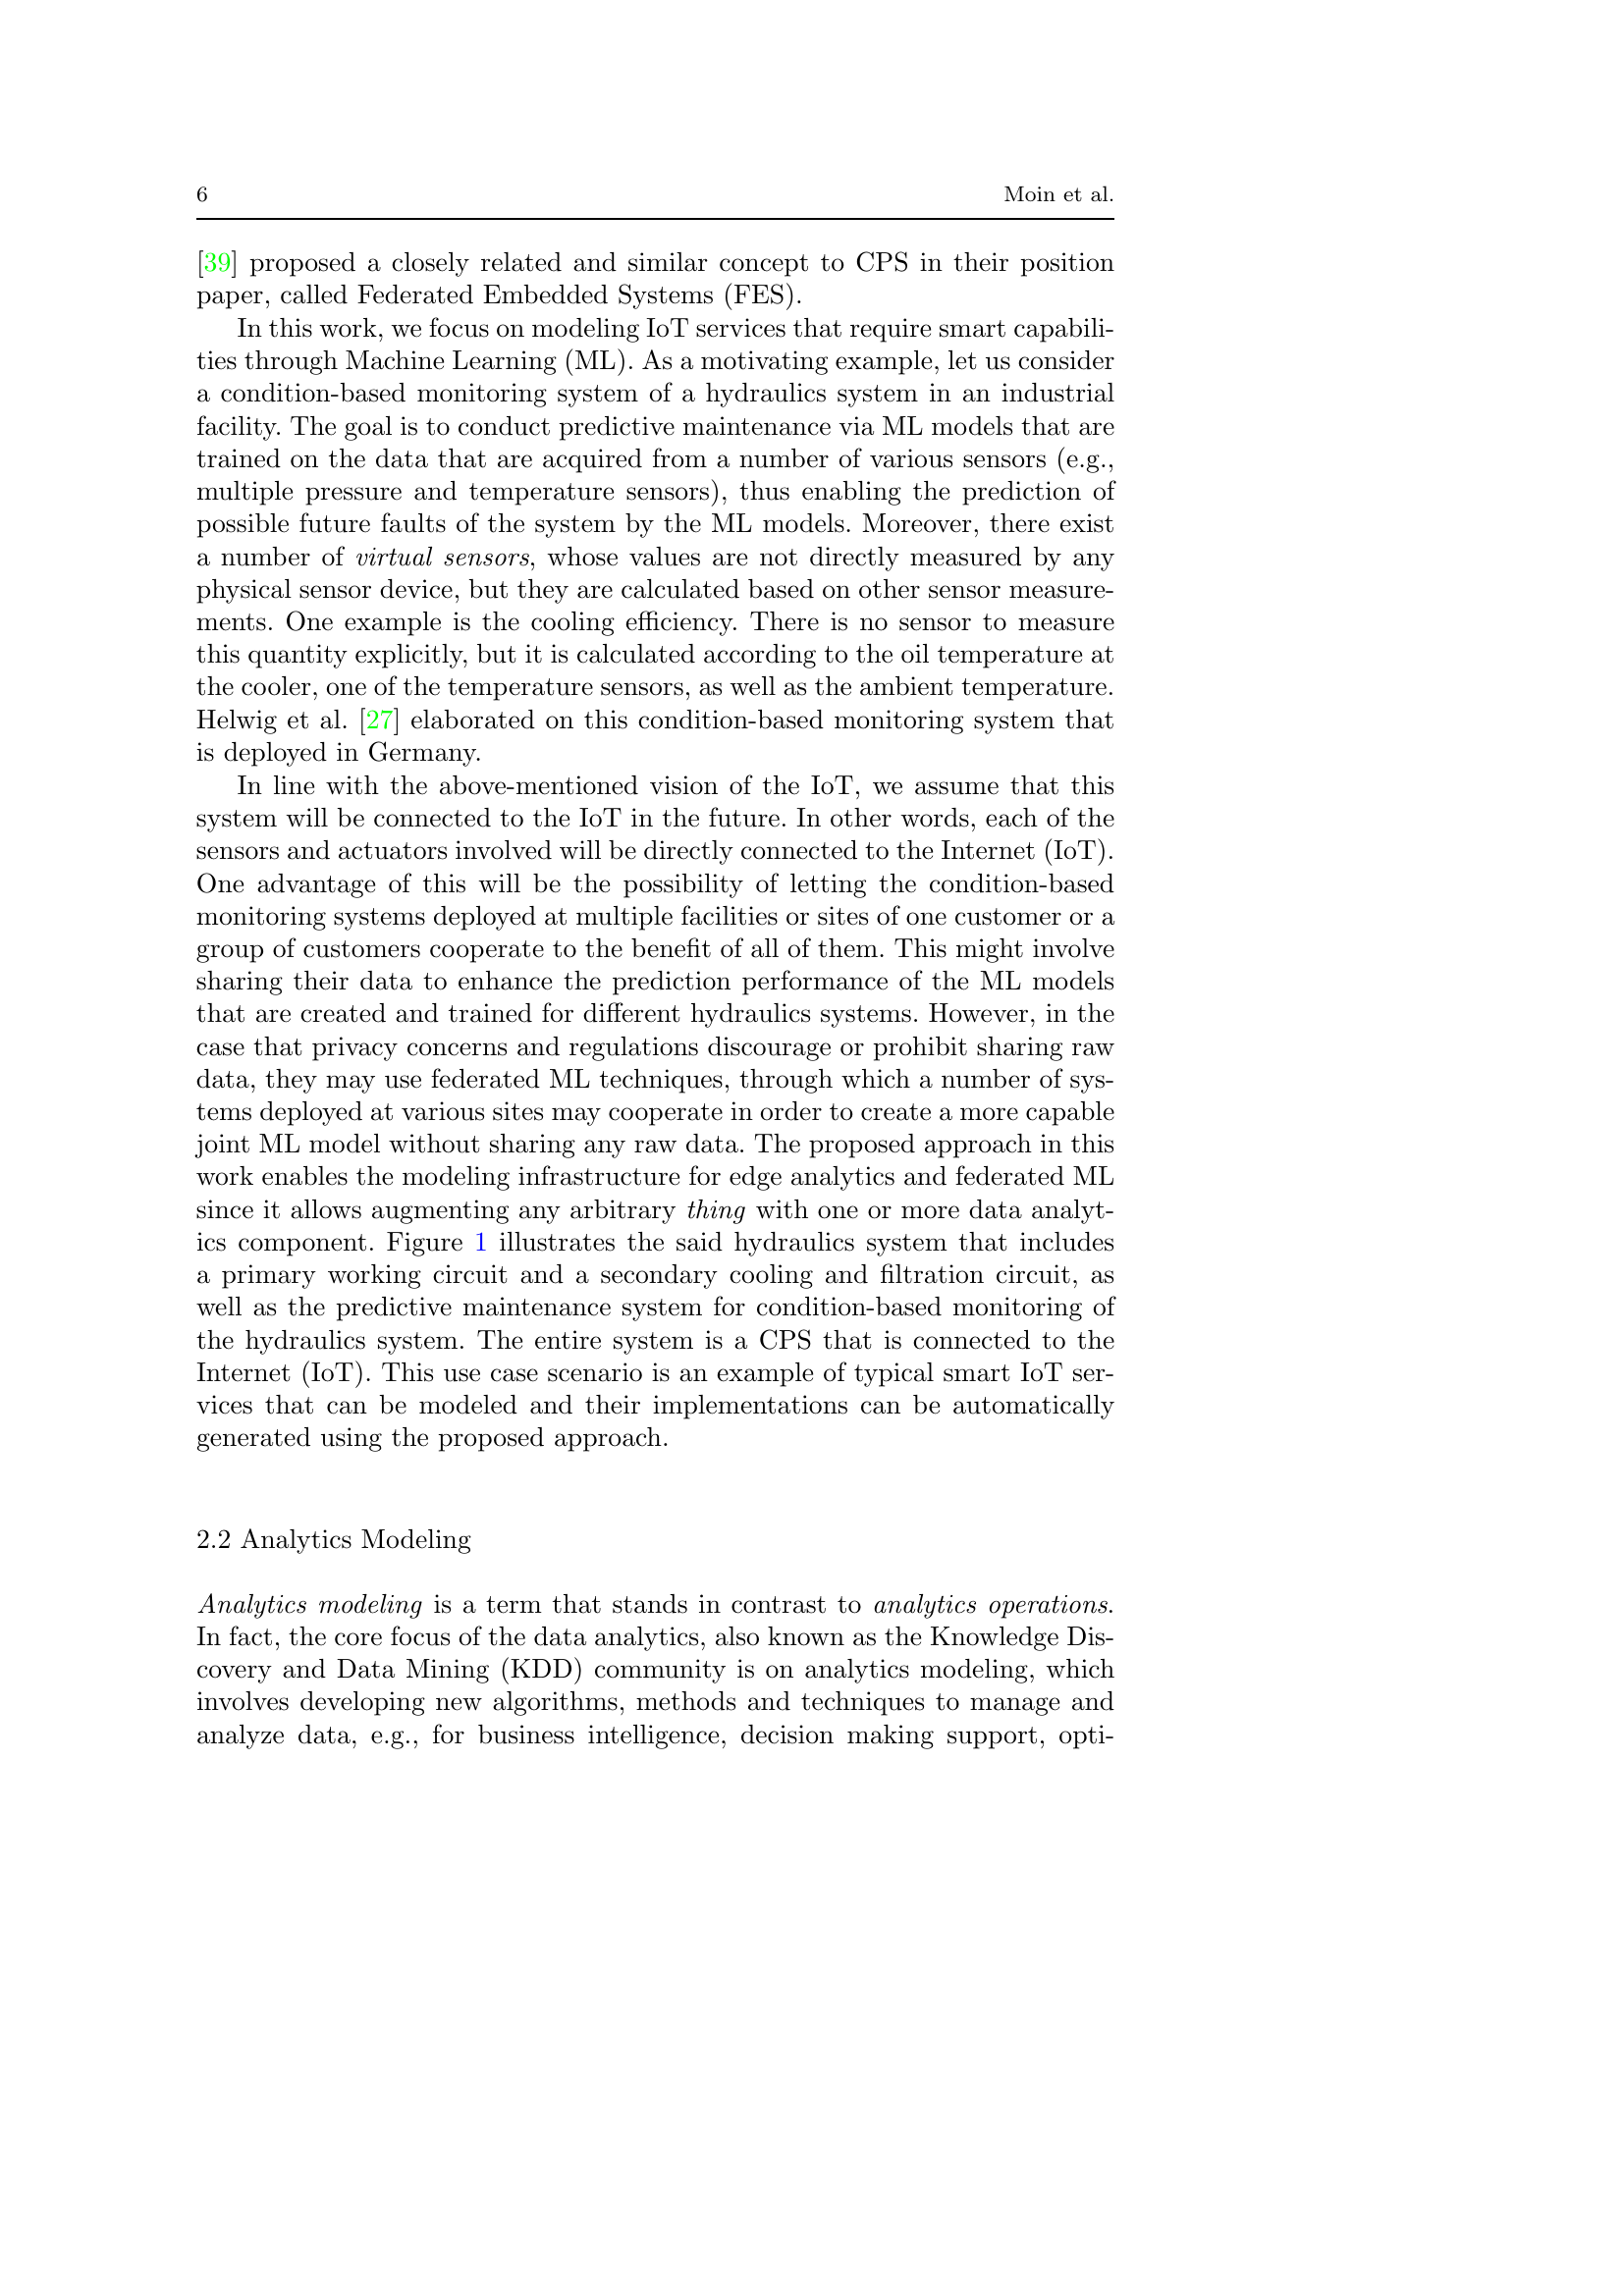 6
Moin et al.
[39] proposed a closely related and similar concept to CPS in their position
paper, called Federated Embedded Systems (FES).
In this work, we focus on modeling IoT services that require smart capabili-
ties through Machine Learning (ML). As a motivating example, let us consider
a condition-based monitoring system of a hydraulics system in an industrial
facility. The goal is to conduct predictive maintenance via ML models that are
trained on the data that are acquired from a number of various sensors (e.g.,
multiple pressure and temperature sensors), thus enabling the prediction of
possible future faults of the system by the ML models. Moreover, there exist
a number of virtual sensors, whose values are not directly measured by any
physical sensor device, but they are calculated based on other sensor measure-
ments. One example is the cooling efficiency. There is no sensor to measure
this quantity explicitly, but it is calculated according to the oil temperature at
the cooler, one of the temperature sensors, as well as the ambient temperature.
Helwig et al. [27] elaborated on this condition-based monitoring system that
is deployed in Germany.
In line with the above-mentioned vision of the IoT, we assume that this
system will be connected to the IoT in the future. In other words, each of the
sensors and actuators involved will be directly connected to the Internet (IoT).
One advantage of this will be the possibility of letting the condition-based
monitoring systems deployed at multiple facilities or sites of one customer or a
group of customers cooperate to the benefit of all of them. This might involve
sharing their data to enhance the prediction performance of the ML models
that are created and trained for different hydraulics systems. However, in the
case that privacy concerns and regulations discourage or prohibit sharing raw
data, they may use federated ML techniques, through which a number of sys-
tems deployed at various sites may cooperate in order to create a more capable
joint ML model without sharing any raw data. The proposed approach in this
work enables the modeling infrastructure for edge analytics and federated ML
since it allows augmenting any arbitrary thing with one or more data analyt-
ics component. Figure 1 illustrates the said hydraulics system that includes
a primary working circuit and a secondary cooling and filtration circuit, as
well as the predictive maintenance system for condition-based monitoring of
the hydraulics system. The entire system is a CPS that is connected to the
Internet (IoT). This use case scenario is an example of typical smart IoT ser-
vices that can be modeled and their implementations can be automatically
generated using the proposed approach.
2.2 Analytics Modeling
Analytics modeling is a term that stands in contrast to analytics operations.
In fact, the core focus of the data analytics, also known as the Knowledge Dis-
covery and Data Mining (KDD) community is on analytics modeling, which
involves developing new algorithms, methods and techniques to manage and
analyze data, e.g., for business intelligence, decision making support, opti-